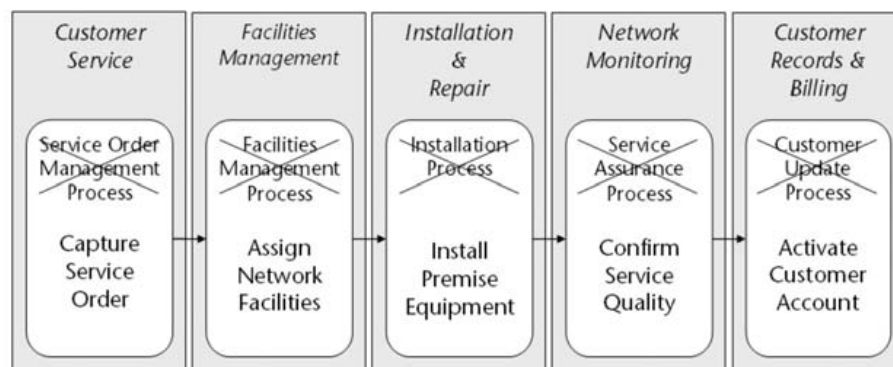 Customer
Service
Facilities
Management
Installation
&
Repair
Network
Monitoring
Customer
Records &
Billing
Service Order
Management
Process
Capture
Service
Order
Facilities
Management
Process
Assign
Network
Facilities
Installation
Process
Install
Premise
Equipment
Service
Assurance
Process
Confirm
Service
Quality
Customer
Update
Process
Activate
Customer
Account